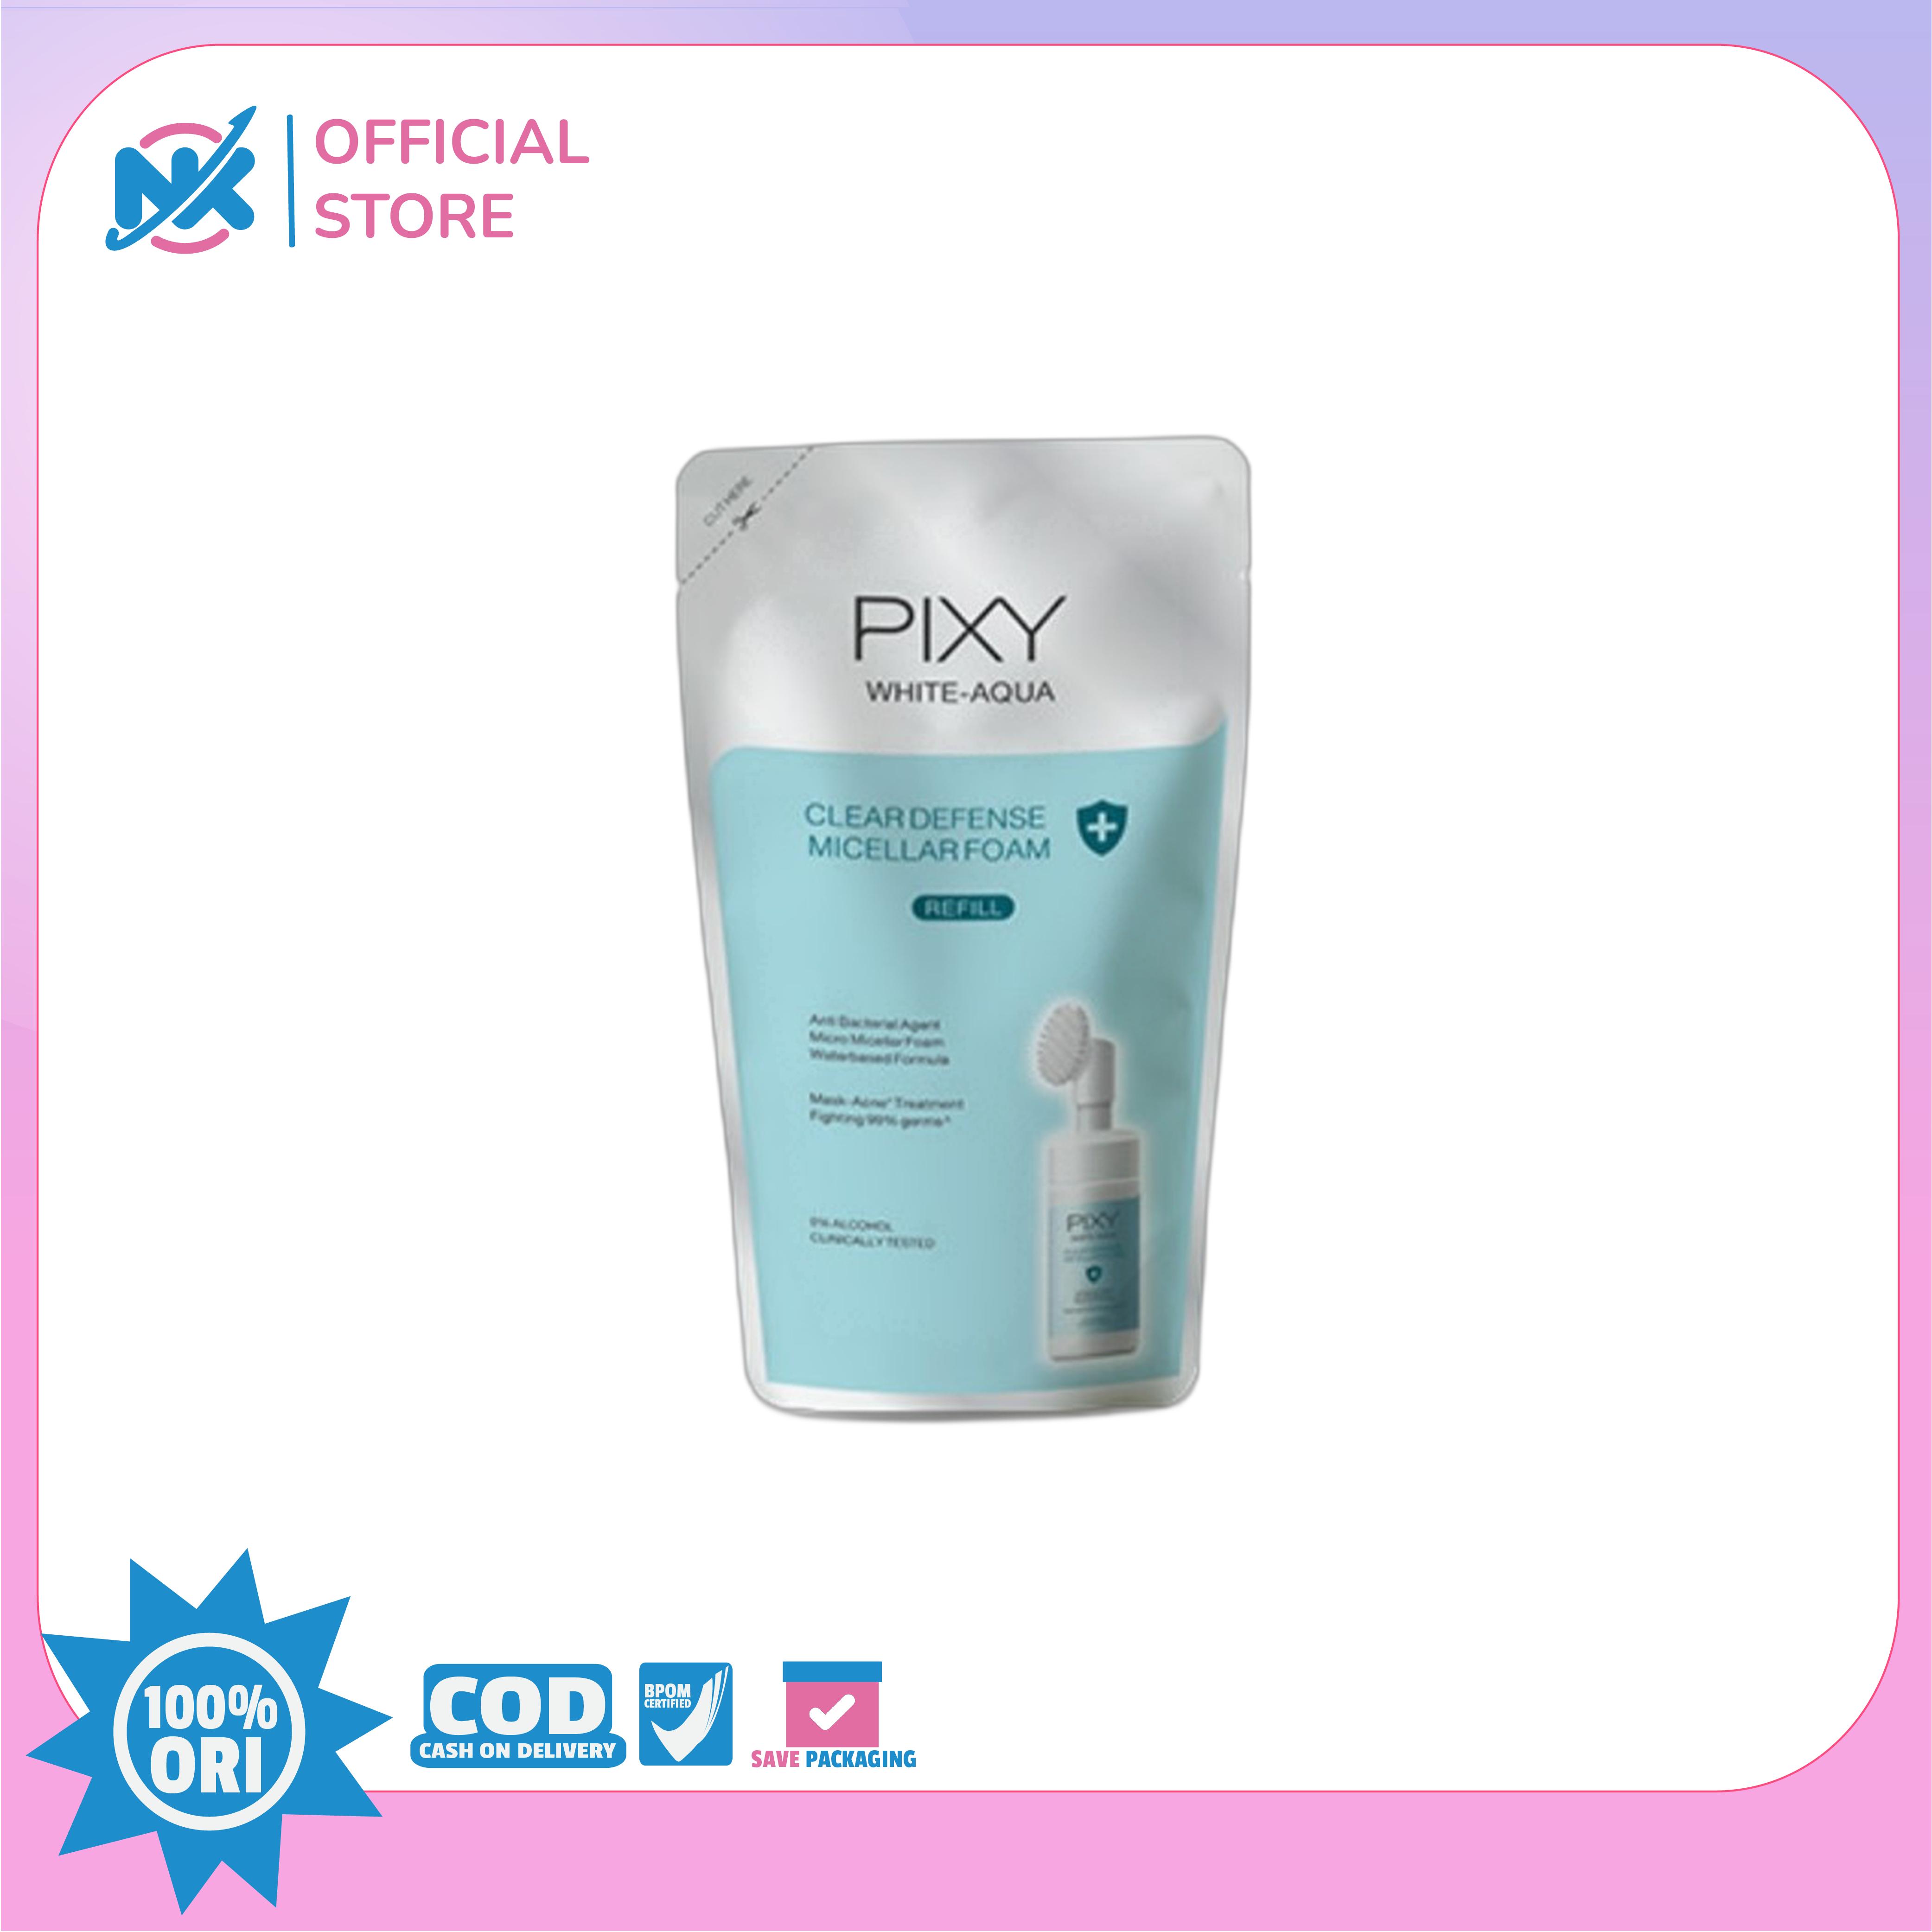 NK
OFFICIAL
STORE
CUT HERE
PIXY
WHITE-AQUA
CLEAR DEFENSE
MICELLAR FOAM
REFILL
Anti Bacterial Agent
Micro Micellar Foam
Waterbased Formula
Mask-Acne* Treatment
Fighting 99% germs^
0% ALCOHOL
CLINICALLY TESTED
PIXY
100%
ORI
COD
CASH ON DELIVERY
BPOM
CERTIFIED
SAVE PACKAGING